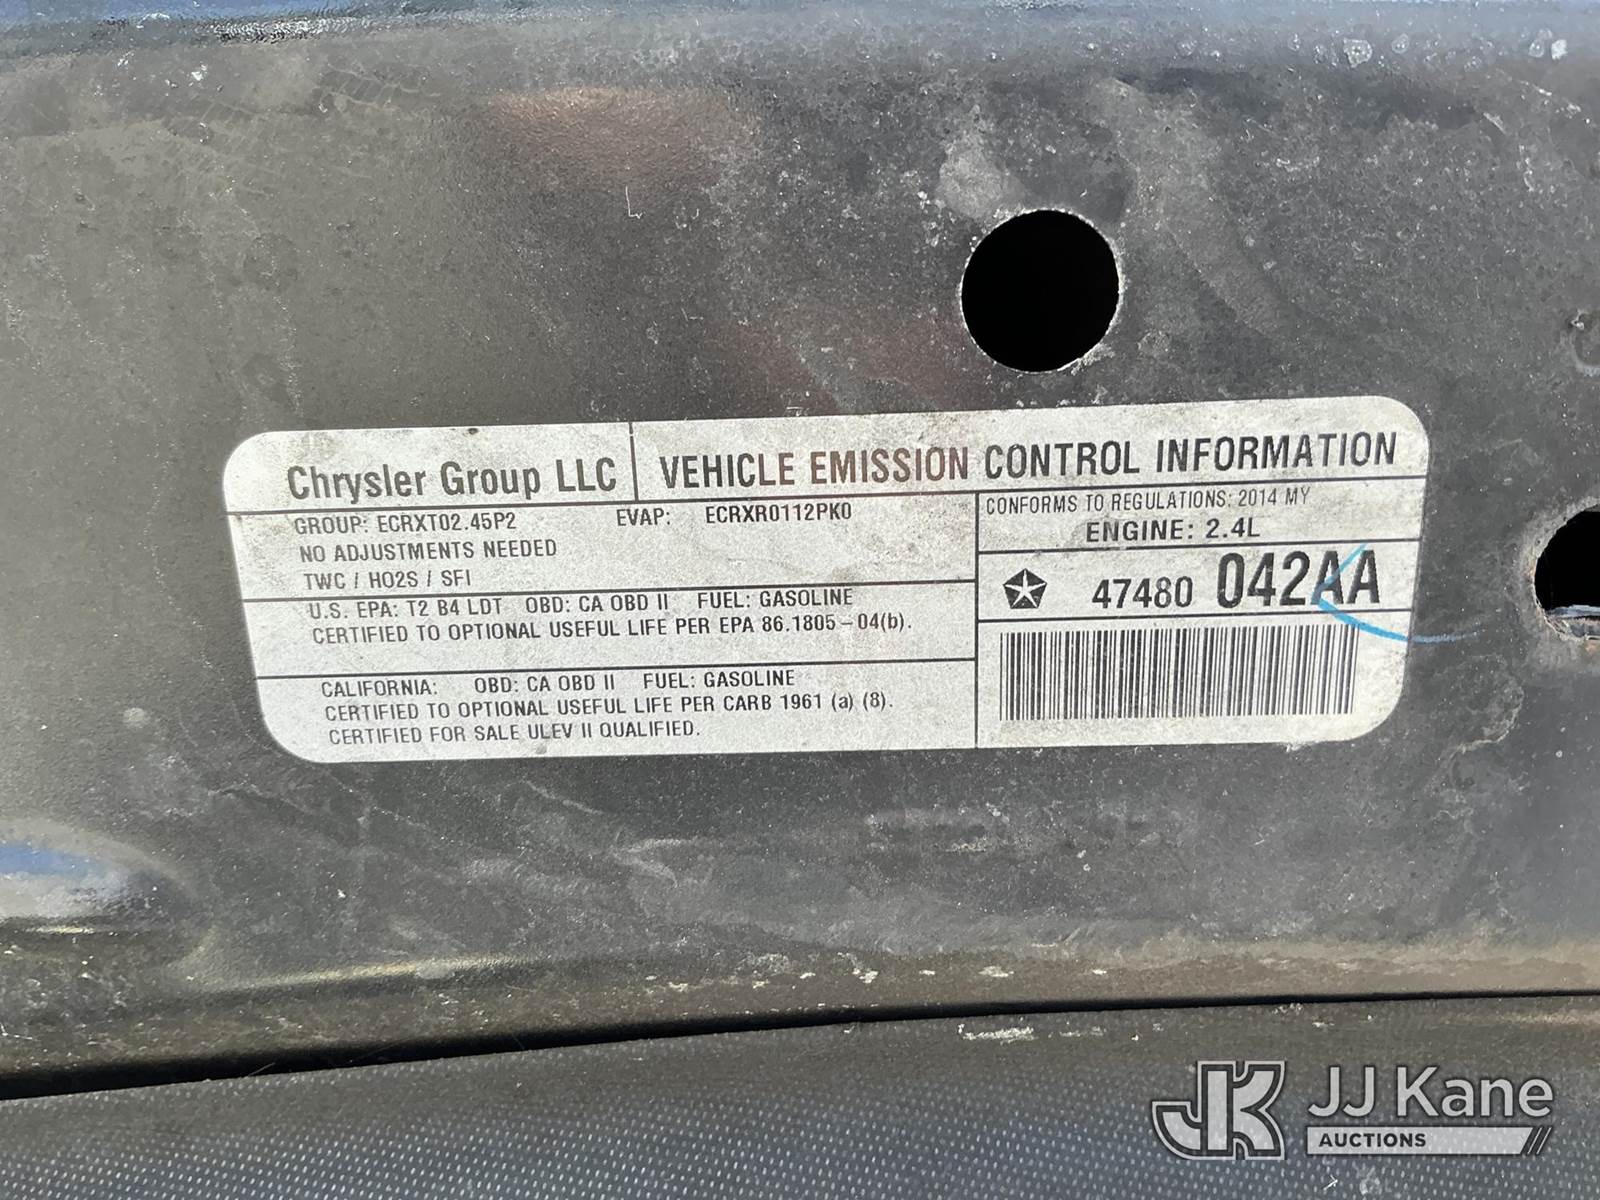 Chrysler Group LLC
VEHICLE EMISSION CONTROL INFORMATION
GROUP: ECRXT02.45P2 EVAP: ECRXR0112PK0
NO ADJUSTMENTS NEEDED
TWC / HO2S / SFI
U.S. EPA: T2 B4 LDT OBD: CA OBD II FUEL: GASOLINE
CERTIFIED TO OPTIONAL USEFUL LIFE PER EPA 86.1805-04(b).
CALIFORNIA: OBD: CA OBD II FUEL: GASOLINE
CERTIFIED TO OPTIONAL USEFUL LIFE PER CARB 1961 (a) (8).
CERTIFIED FOR SALE ULEV II QUALIFIED.
CONFORMS TO REGULATIONS: 2014 MY
ENGINE: 2.4L
47480 042AA
JK JJ Kane
AUCTIONS